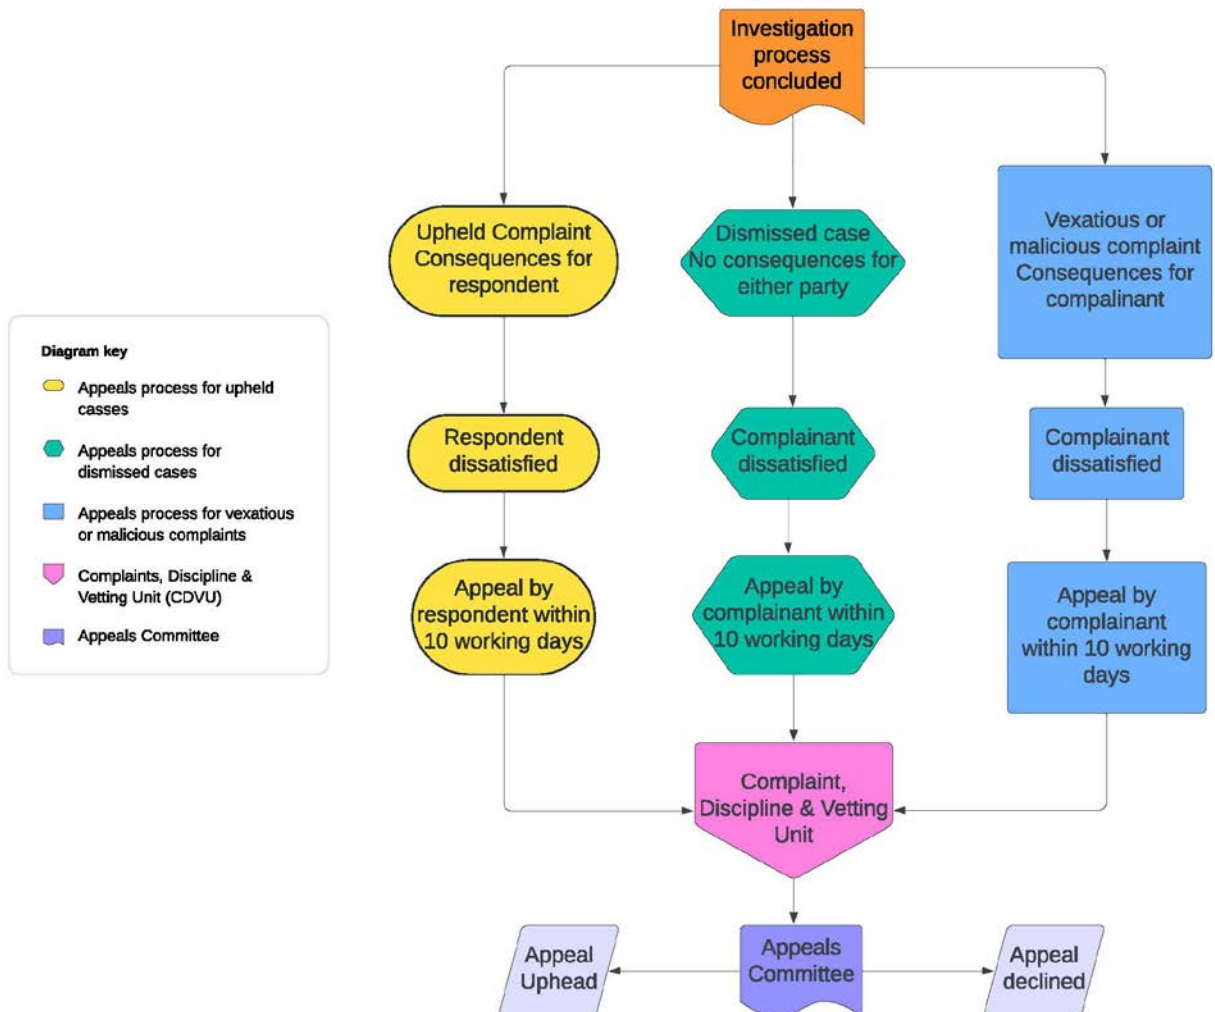 Investigation
process
concluded
Upheld Complaint
Consequences for
respondent
Dismissed case
No consequences for
either party
Vexatious or
malicious complaint
Consequences for
compalinant
Diagram key
Appeals process for upheld
casses
Appeals process for
dismissed cases
Appeals process for vexatious
or malicious complaints
Complaints, Discipline &
Vetting Unit (CDVU)
Appeals Committee
Respondent
dissatisfied
Complainant
dissatisfied
Complainant
dissatisfied
Appeal by
respondent within
10 working days
Appeal by
complainant within
10 working days
Appeal by
complainant
within 10 working
days
Complaint,
Discipline & Vetting
Unit
Appeal
Uphead
Appeals
Committee
Appeal
declined